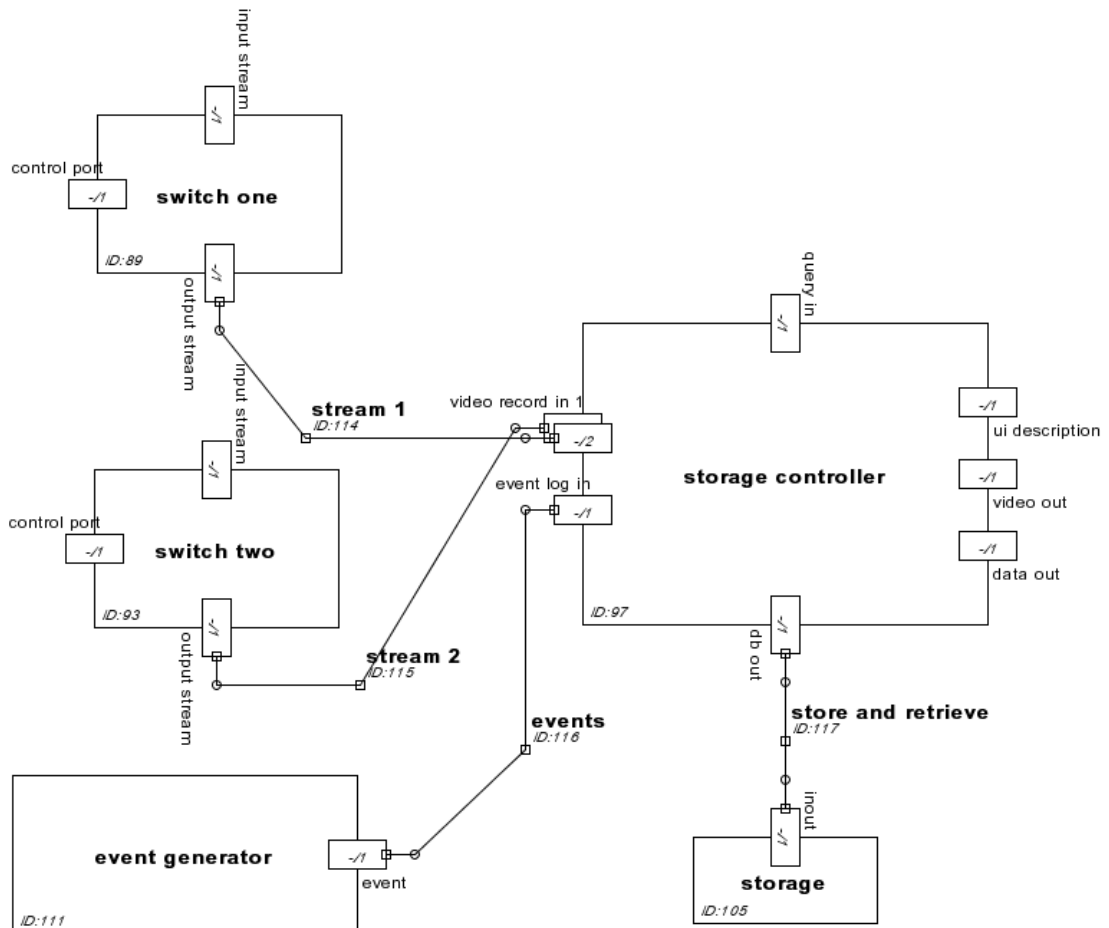 input stream
-/1
control port
-/1
switch one
ID:89
-/1
output stream
query in
-/1
input stream
-/1
stream 1
ID:114
video record in 1
-/2
-/1
ui description
storage controller
event log in
-/1
-/1
video out
control port
-/1
switch two
-/1
data out
ID:93
-/1
output stream
ID:97
-/1
db out
stream 2
ID:115
events
ID:116
store and retrieve
ID:117
inout
-/1
event generator
-/1
event
ID:111
storage
ID:105